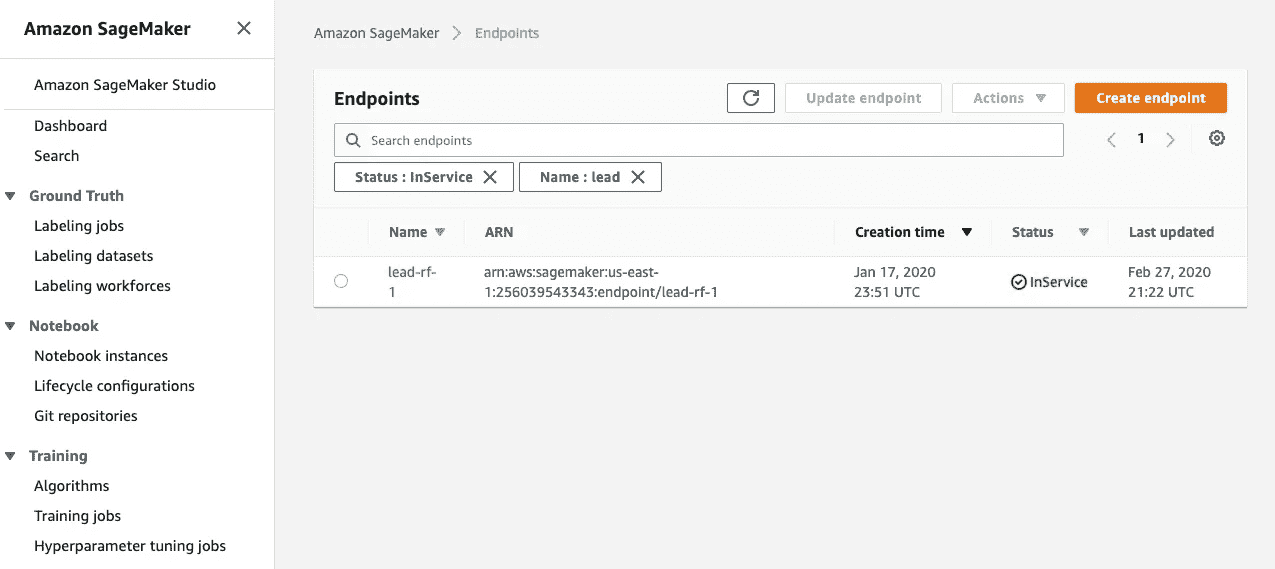 Amazon SageMaker
Amazon SageMaker Studio
Dashboard
Search
Ground Truth
Labeling jobs
Labeling datasets
Labeling workforces
Notebook
Notebook instances
Lifecycle configurations
Git repositories
Training
Algorithms
Training jobs
Hyperparameter tuning jobs
Amazon SageMaker > Endpoints
Endpoints
Update endpoint
Actions
Create endpoint
Search endpoints
1
Status : InService
Name : lead
Name ARN Creation time Status Last updated
lead-rf- arn:aws:sagemaker:us-east- Jan 17, 2020 InService Feb 27, 2020
1 1:256039543343:endpoint/lead-rf-1 23:51 UTC 21:22 UTC